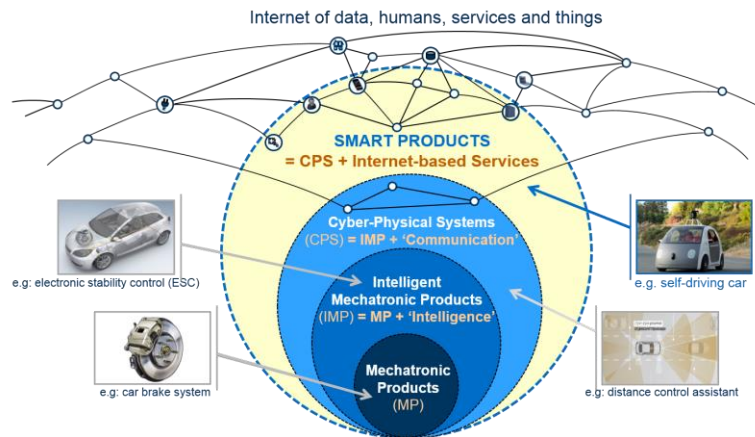 Internet of data, humans, services and things
SMART PRODUCTS
= CPS + Internet-based Services
Cyber-Physical Systems
(CPS) = IMP + ‘Communication’
e.g: electronic stability control (ESC)
e.g. self-driving car
Intelligent
Mechatronic Products
(IMP) = MP + ‘Intelligence’
Mechatronic
Products
(MP)
e.g: car brake system
e.g: distance control assistant